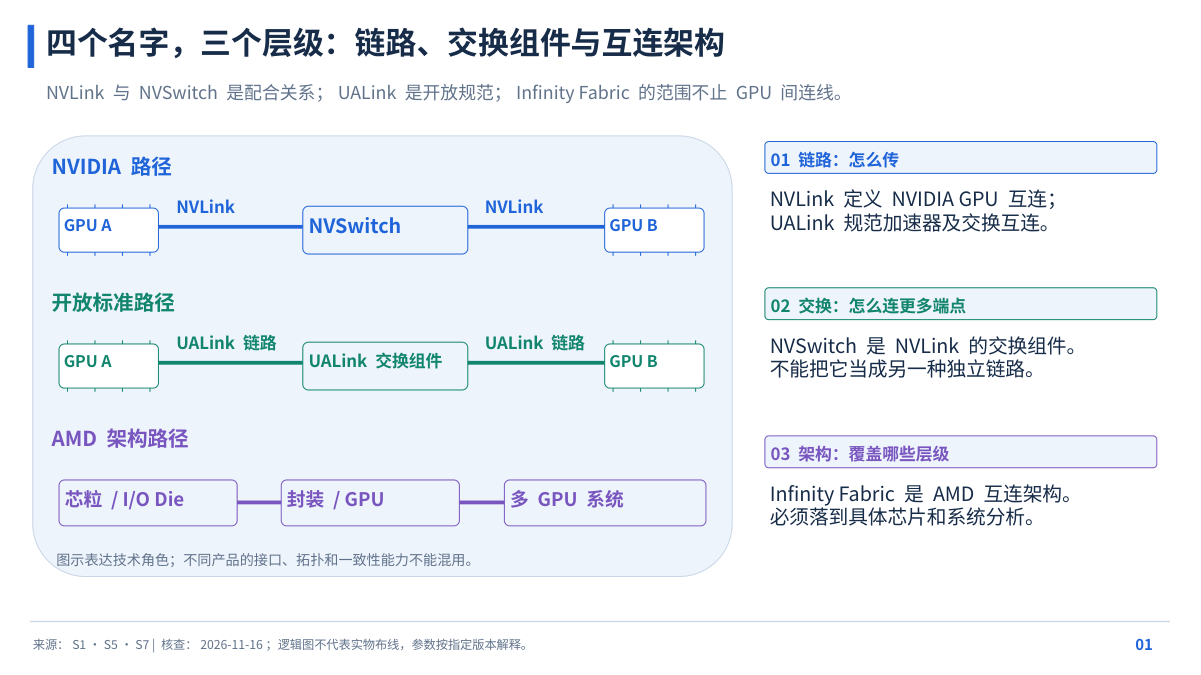 四个名字，三个层级：链路、交换组件与互连架构
NVLink 与 NVSwitch 是配合关系； UALink 是开放规范； Infinity Fabric 的范围不止 GPU 间连线。
NVIDIA 路径
GPU A
NVLink
NVSwitch
NVLink
GPU B
开放标准路径
GPU A
UALink 链路
UALink 交换组件
UALink 链路
GPU B
AMD 架构路径
芯粒 / I/O Die
封装 / GPU
多 GPU 系统
图示表达技术角色；不同产品的接口、拓扑和一致性能力不能混用。
01 链路：怎么传
NVLink 定义 NVIDIA GPU 互连；
UALink 规范加速器及交换互连。
02 交换：怎么连更多端点
NVSwitch 是 NVLink 的交换组件。
不能把它当成另一种独立链路。
03 架构：覆盖哪些层级
Infinity Fabric 是 AMD 互连架构。
必须落到具体芯片和系统分析。
来源： S1 · S5 · S7 | 核查： 2026-11-16 ；逻辑图不代表实物布线，参数按指定版本解释。
01